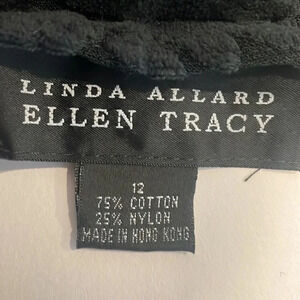 LINDA ALLARD
ELLEN TRACY
12
75% COTTON
25% NYLON
MADE IN HONG KONG